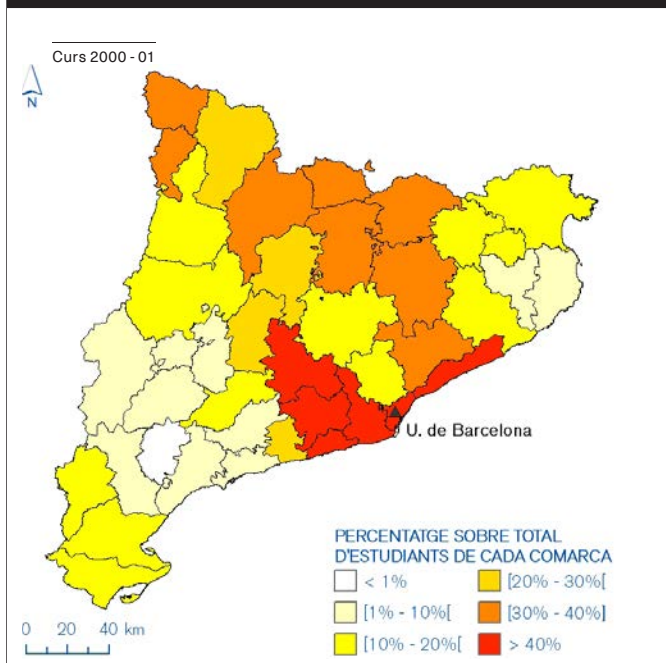 Curs 2000 - 01
N
U. de Barcelona
PERCENTATGE SOBRE TOTAL
D'ESTUDIANTS DE CADA COMARCA
< 1%
[20% - 30%[
[1% - 10%[
[30% - 40%]
[10% - 20%[
> 40%
0 20 40 km